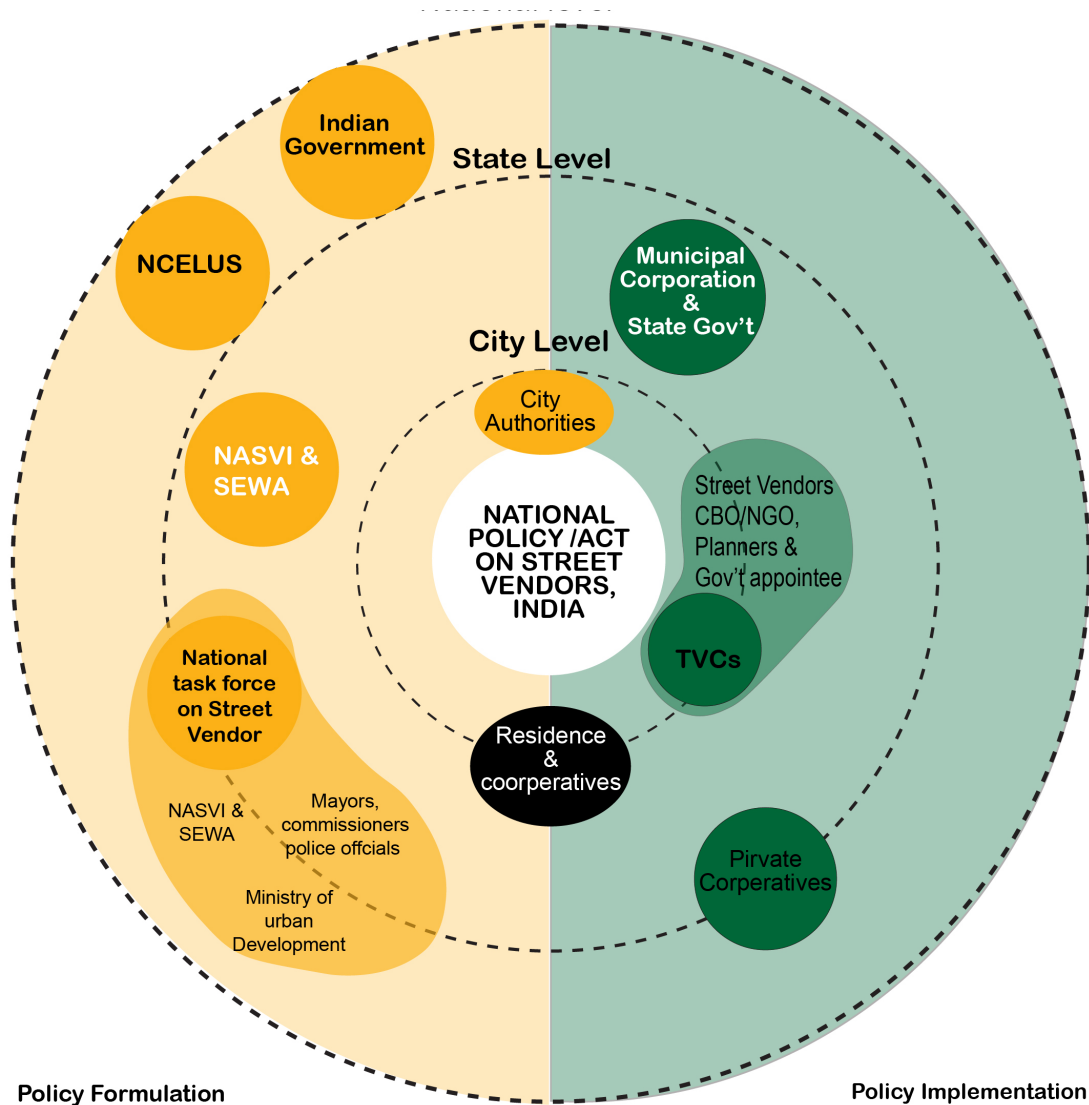 Indian
Government
State Level
NCELUS
Municipal
Corporation
&
State Gov't
City Level
City
Authorities
NASVI &
SEWA
Street Vendors
CBO/NGO,
Planners &
Gov't appointee
NATIONAL
POLICY /ACT
ON STREET
VENDORS,
INDIA
TVCs
National
task force
on Street
Vendor
Residence
&
coorperatives
NASVI &
SEWA
Mayors,
commissioners
police offcials
Ministry of
urban
Development
Pirvate
Corperatives
Policy Formulation
Policy Implementation